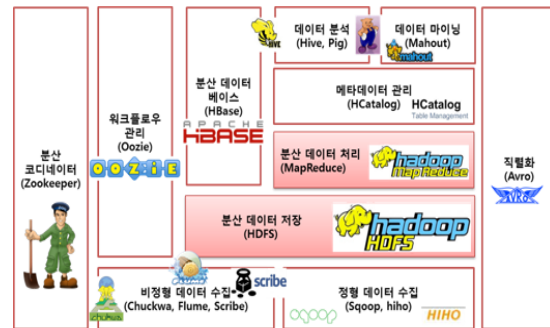 데이터 분석
(Hive, Pig)
HIVE
데이터 마이닝
(Mahout)
mahout
분산 데이터
베이스
(HBase)
APACHE
HBASE
메타데이터 관리
(HCatalog)
HCatalog
Table Management
워크플로우
관리
(Oozie)
OOZiE
분산
코디네이터
(Zookeeper)
분산 데이터 처리
(MapReduce)
hadoop
MapReduce
직렬화
(Avro)
AVRO
분산 데이터 저장
(HDFS)
hadoop
HDFS
비정형 데이터 수집
(Chuckwa, Flume, Scribe)
FLUME
scribe
정형 데이터 수집
(Sqoop, hiho)
sqoop
HIHO